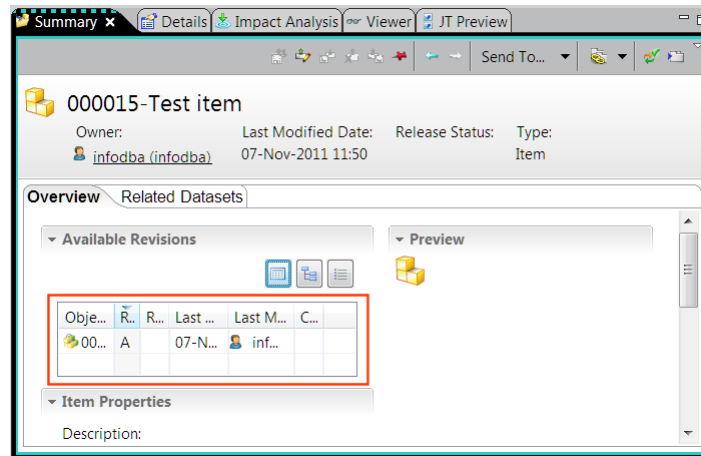 Summary Details Impact Analysis Viewer JT Preview
Send To...
000015-Test item
Owner: Last Modified Date: Release Status: Type:
infodba (infodba) 07-Nov-2011 11:50 Item
Overview Related Datasets
Available Revisions Preview
Obje... R.. R... Last ... Last M... C...
00... A 07-N... inf...
Item Properties
Description: